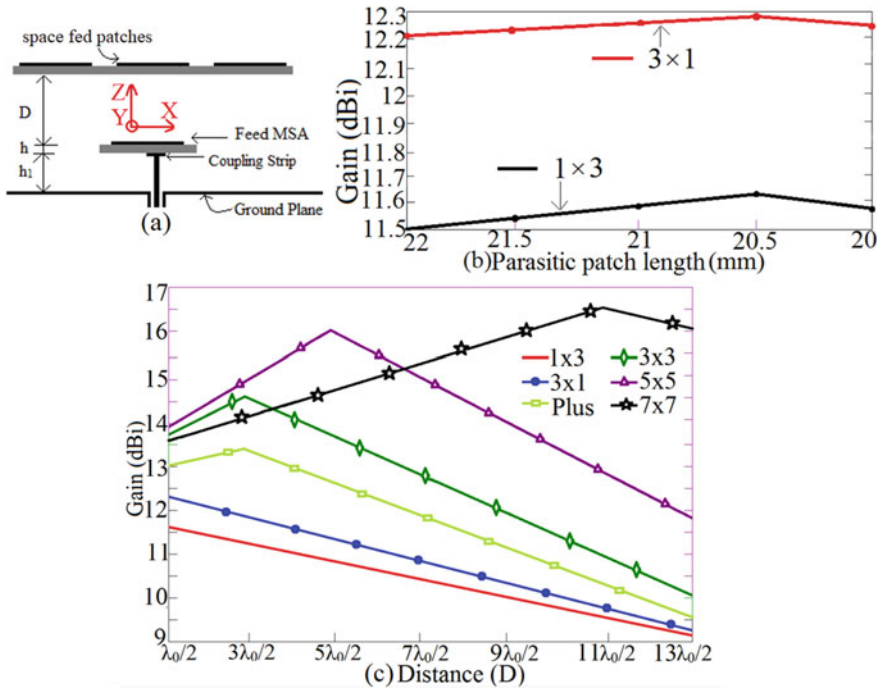 space fed patches
D
Z
Y
X
h
Feed MSA
h1
Coupling Strip
Ground Plane
(a)
Gain (dBi)
12.3
12.2
12.1
12
11.9
11.8
11.7
11.6
11.5
3×1
1×3
22
21.5
21
20.5
20
(b)Parasitic patch length(mm)
Gain (dBi)
17
16
15
14
13
12
11
10
9
1x3
3x1
Plus
3x3
5x5
7x7
λ₀/2
3λ₀/2
5λ₀/2
7λ₀/2
9λ₀/2
11λ₀/2
13λ₀/2
(c) Distance (D)